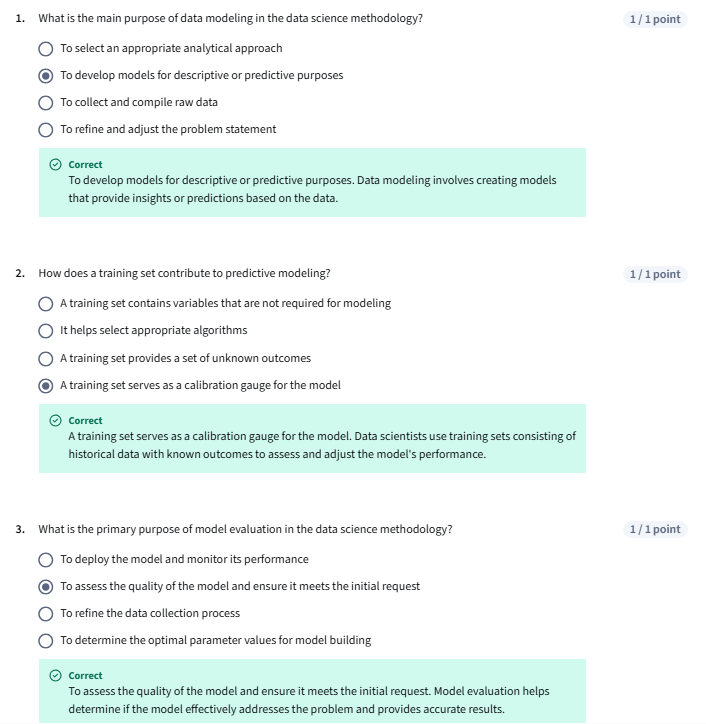 1. What is the main purpose of data modeling in the data science methodology? 1 / 1 point
To select an appropriate analytical approach
To develop models for descriptive or predictive purposes
To collect and compile raw data
To refine and adjust the problem statement
Correct
To develop models for descriptive or predictive purposes. Data modeling involves creating models
that provide insights or predictions based on the data.
2. How does a training set contribute to predictive modeling? 1 / 1 point
A training set contains variables that are not required for modeling
It helps select appropriate algorithms
A training set provides a set of unknown outcomes
A training set serves as a calibration gauge for the model
Correct
A training set serves as a calibration gauge for the model. Data scientists use training sets consisting of
historical data with known outcomes to assess and adjust the model's performance.
3. What is the primary purpose of model evaluation in the data science methodology? 1 / 1 point
To deploy the model and monitor its performance
To assess the quality of the model and ensure it meets the initial request
To refine the data collection process
To determine the optimal parameter values for model building
Correct
To assess the quality of the model and ensure it meets the initial request. Model evaluation helps
determine if the model effectively addresses the problem and provides accurate results.